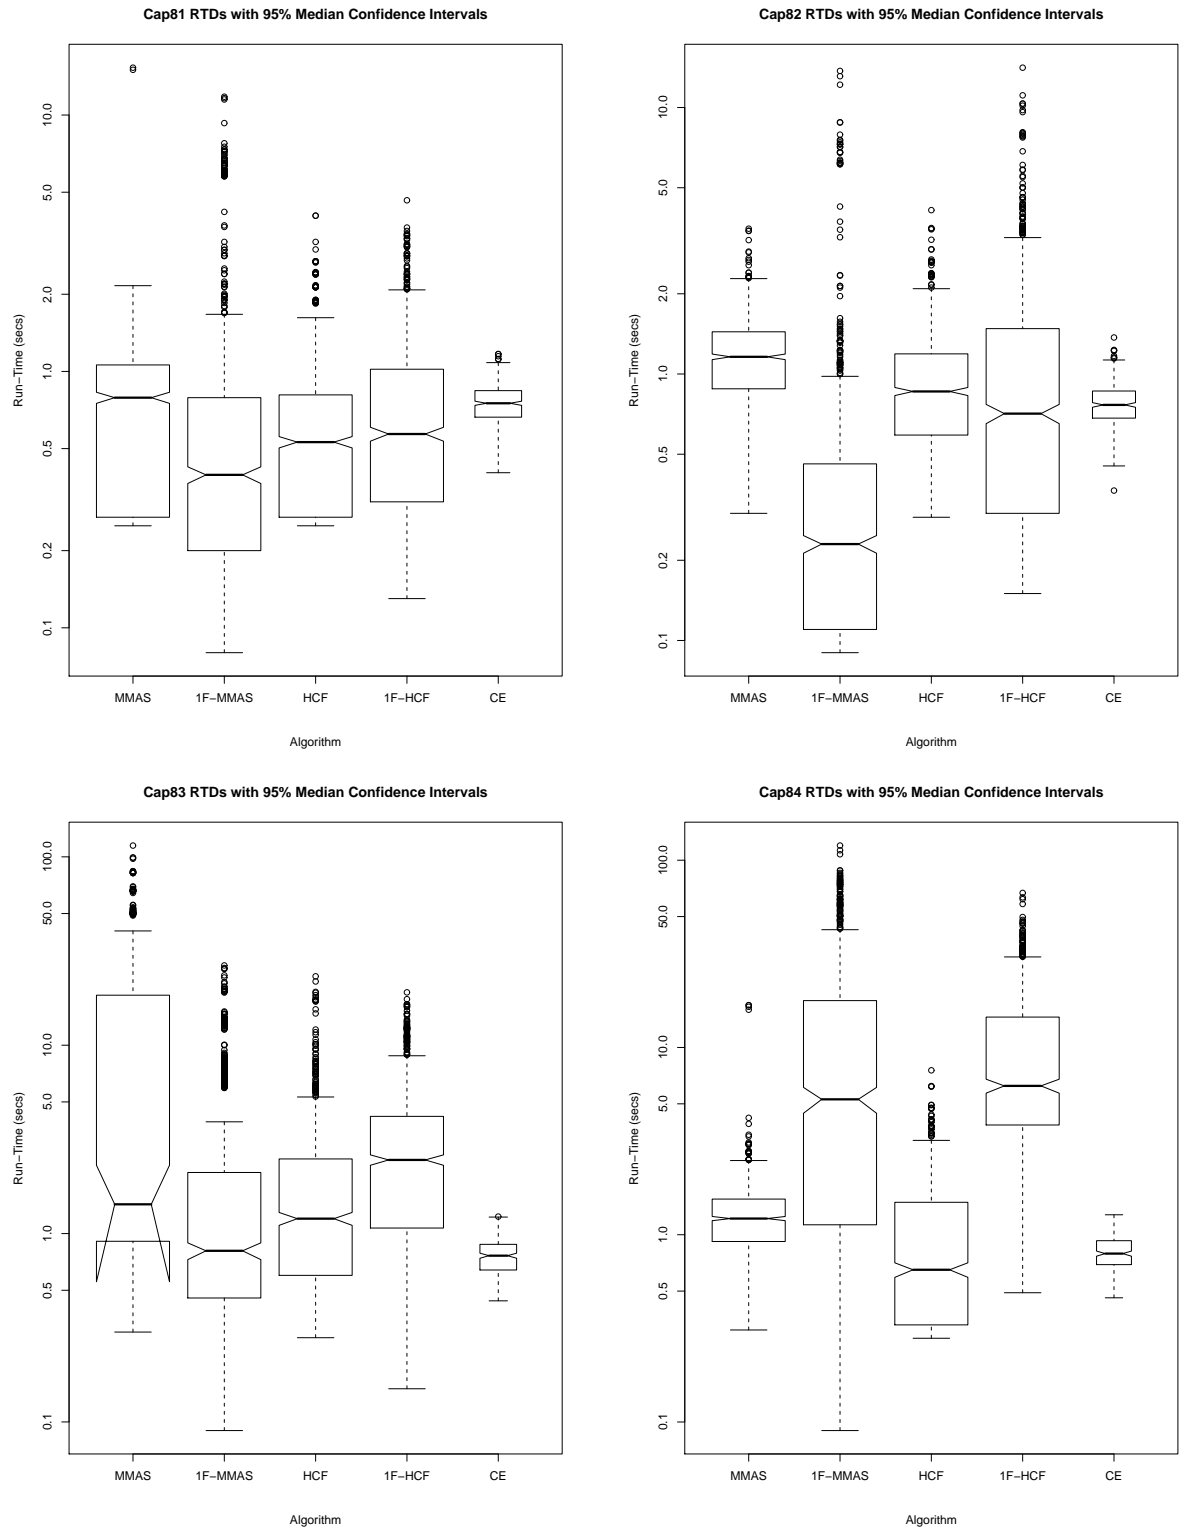 Cap81 RTDs with 95% Median Confidence Intervals
Run−Time (secs)
10.0
5.0
2.0
1.0
0.5
0.2
0.1
MMAS 1F−MMAS HCF 1F−HCF CE
Algorithm
Cap82 RTDs with 95% Median Confidence Intervals
Run−Time (secs)
10.0
5.0
2.0
1.0
0.5
0.2
0.1
MMAS 1F−MMAS HCF 1F−HCF CE
Algorithm
Cap83 RTDs with 95% Median Confidence Intervals
Run−Time (secs)
100.0
50.0
10.0
5.0
1.0
0.5
0.1
MMAS 1F−MMAS HCF 1F−HCF CE
Algorithm
Cap84 RTDs with 95% Median Confidence Intervals
Run−Time (secs)
100.0
50.0
10.0
5.0
1.0
0.5
0.1
MMAS 1F−MMAS HCF 1F−HCF CE
Algorithm